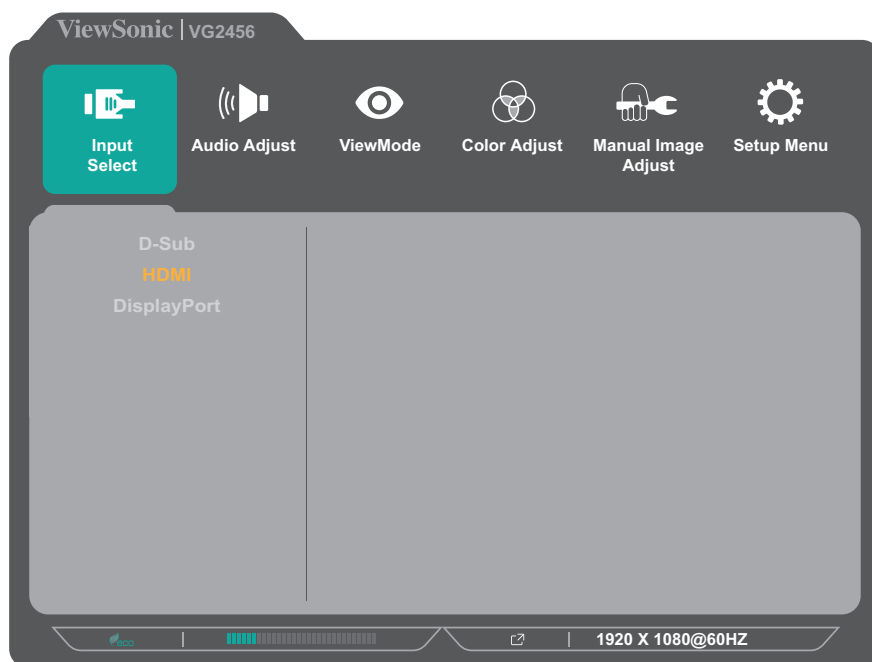 ViewSonic | VG2456
Input Select
Audio Adjust
ViewMode
Color Adjust
Manual Image Adjust
Setup Menu
D-Sub
HDMI
DisplayPort
eco
1920 X 1080@60HZ